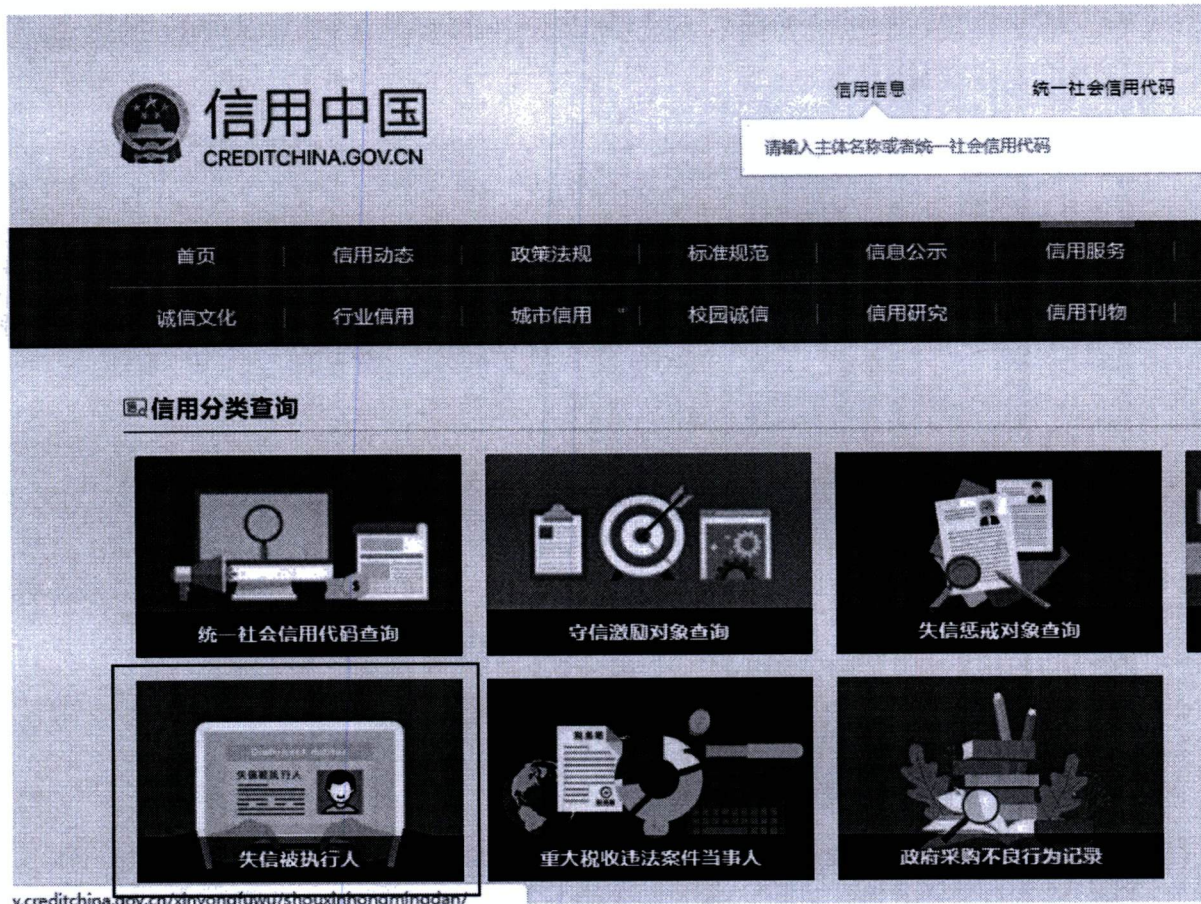 信用中国
CREDITCHINA.GOV.CN
信用信息
统一社会信用代码
请输入主体名称或者统一社会信用代码
首页
信用动态
政策法规
标准规范
信息公示
信用服务
诚信文化
行业信用
城市信用
校园诚信
信用研究
信用刊物
信用分类查询
统一社会信用代码查询
守信激励对象查询
失信惩戒对象查询
失信被执行人
失信被执行人
重大税收违法案件当事人
政府采购不良行为记录
v.creditchina.gov.cn/xinyongfuwu/shouxinhongmingdan/